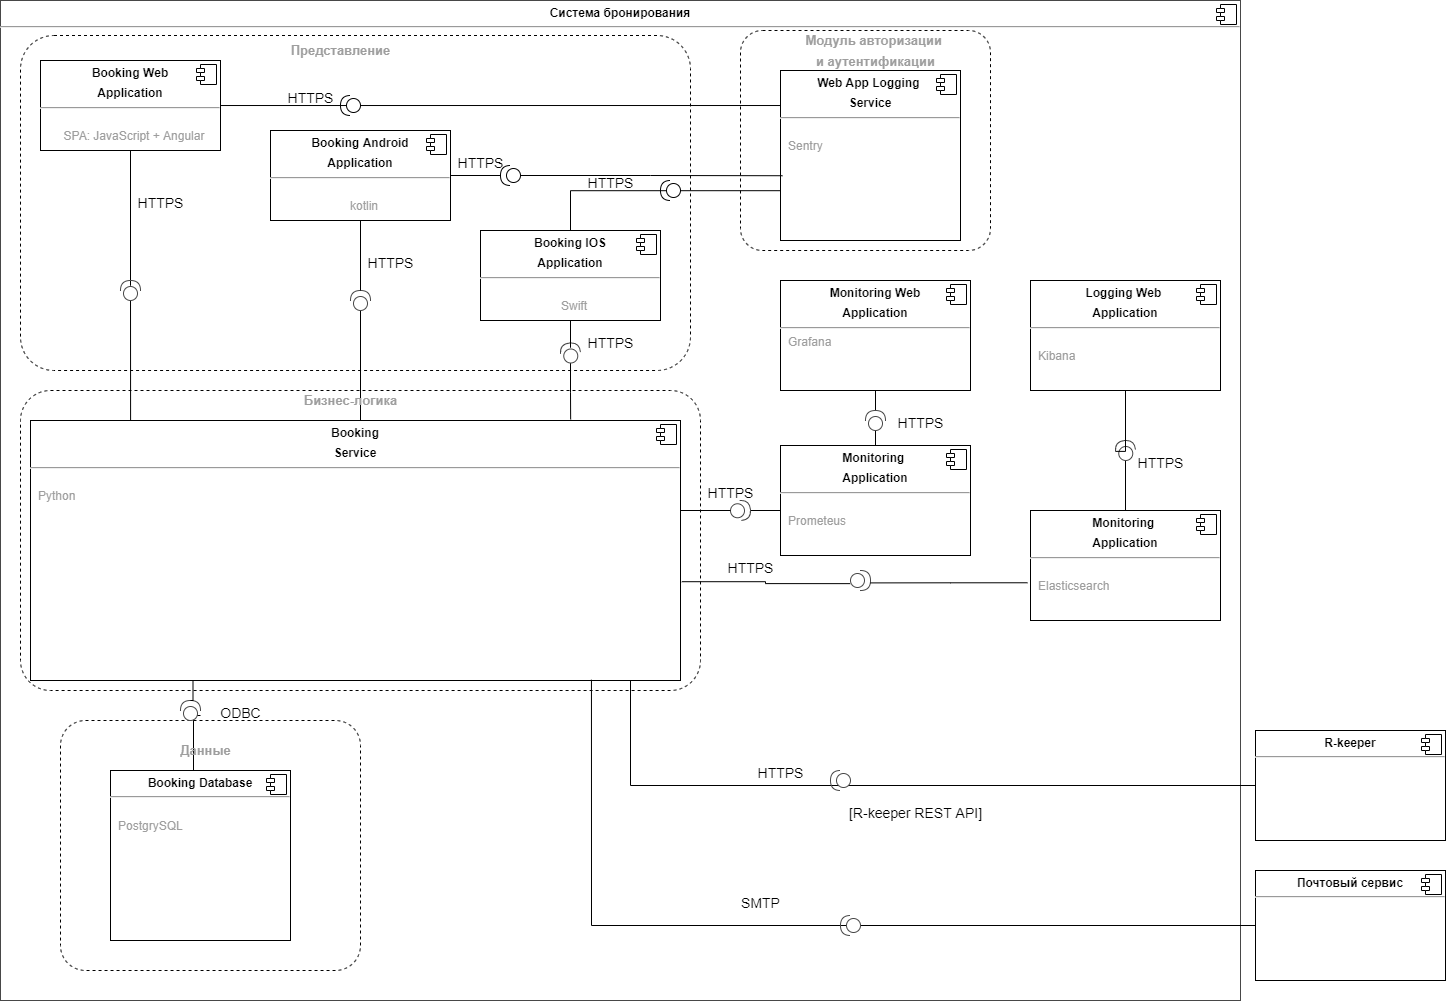 Система бронирования
Представление
Booking Web
Application
SPA: JavaScript + Angular
HTTPS
Модуль авторизации
и аутентификации
Web App Logging
Service
Sentry
Booking Android
Application
kotlin
HTTPS
HTTPS
HTTPS
Booking IOS
Application
Swift
HTTPS
HTTPS
Monitoring Web
Application
Grafana
Logging Web
Application
Kibana
Бизнес-логика
Booking
Service
Python
HTTPS
HTTPS
Monitoring
Application
Prometeus
HTTPS
HTTPS
Monitoring
Application
Elasticsearch
ODBC
Данные
Booking Database
PostgrySQL
HTTPS
[R-keeper REST API]
R-keeper
SMTP
Почтовый сервис